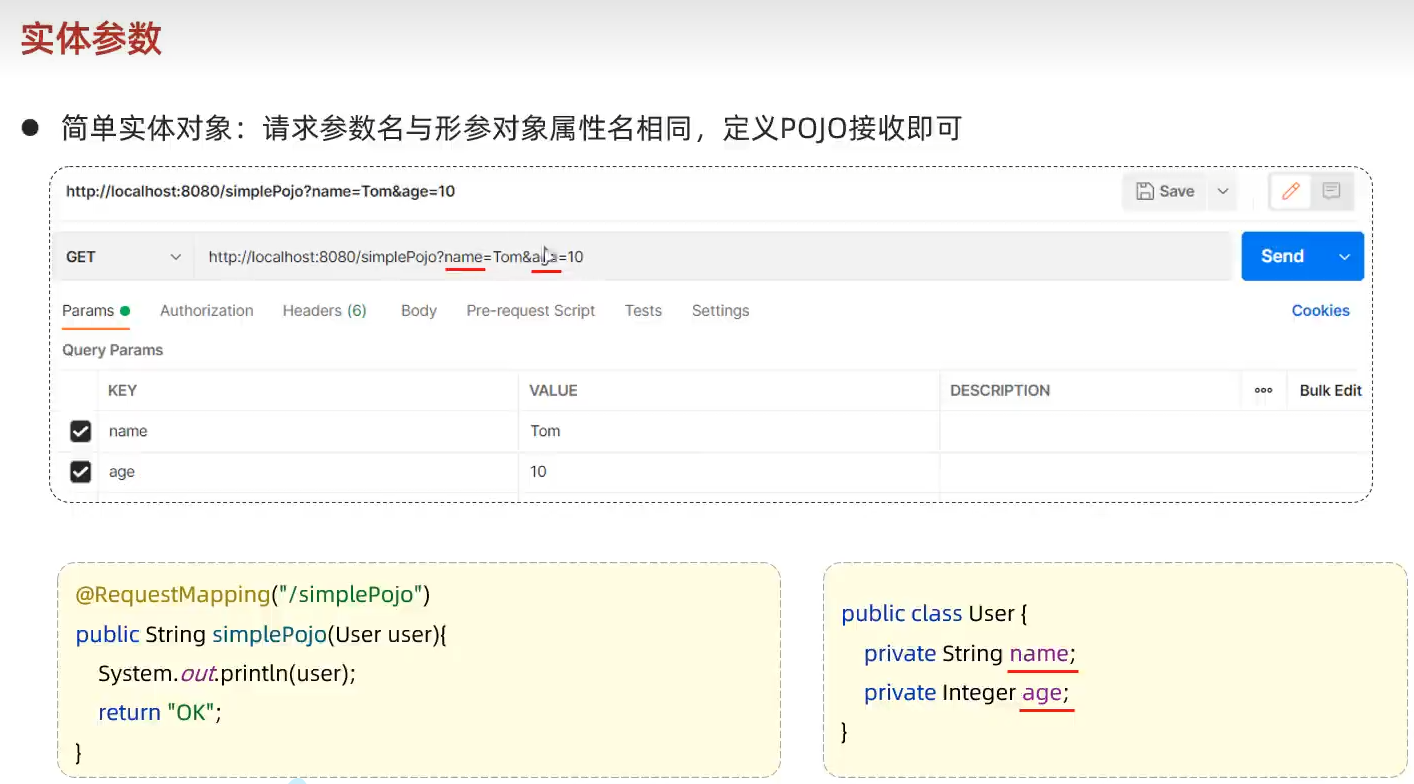 实体参数
简单实体对象：请求参数名与形参对象属性名相同，定义POJO接收即可
http://localhost:8080/simplePojo?name=Tom&age=10
Save
GET
http://localhost:8080/simplePojo?name=Tom&age=10
Send
Params Authorization Headers (6) Body Pre-request Script Tests Settings Cookies
Query Params
KEY VALUE DESCRIPTION ooo Bulk Edit
name Tom
age 10
@RequestMapping("/simplePojo")
public String simplePojo(User user){
System.out.println(user);
return "OK";
}
public class User {
private String name;
private Integer age;
}